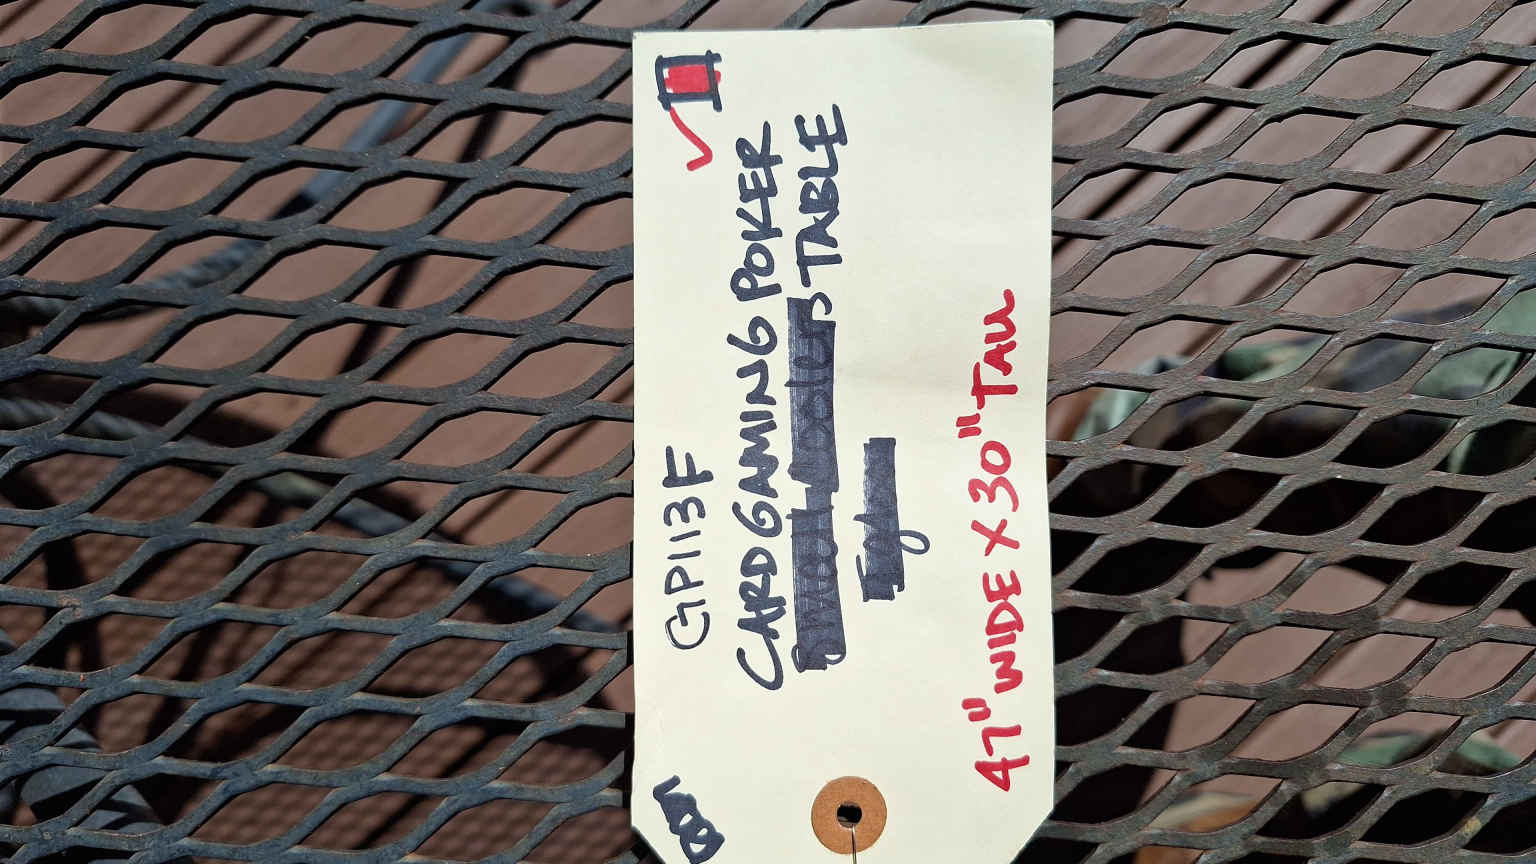 GP113F
CARD GAMING POKER
TABLE
47" WIDE X 30" TALL